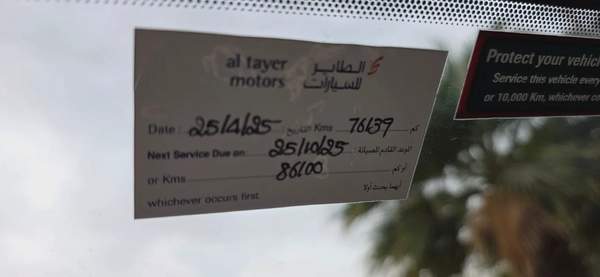 al tayer الطاير
motors للسيارات
Date : 25/4/25 التاريخ Kms 76139 كم
Next Service Due on 25/10/25 الموعد القادم للصيانة :
or Kms 86100 أو كم
whichever occurs first أيهما يحدث أولا
Protect your vehicl
Service this vehicle every
or 10,000 Km, whichever co